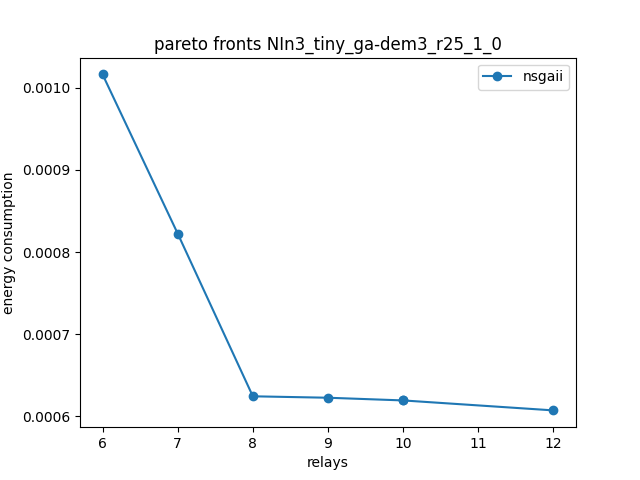 pareto fronts NIn3_tiny_ga-dem3_r25_1_0
nsgaii
energy consumption
0.0010
0.0009
0.0008
0.0007
0.0006
6 7 8 9 10 11 12
relays